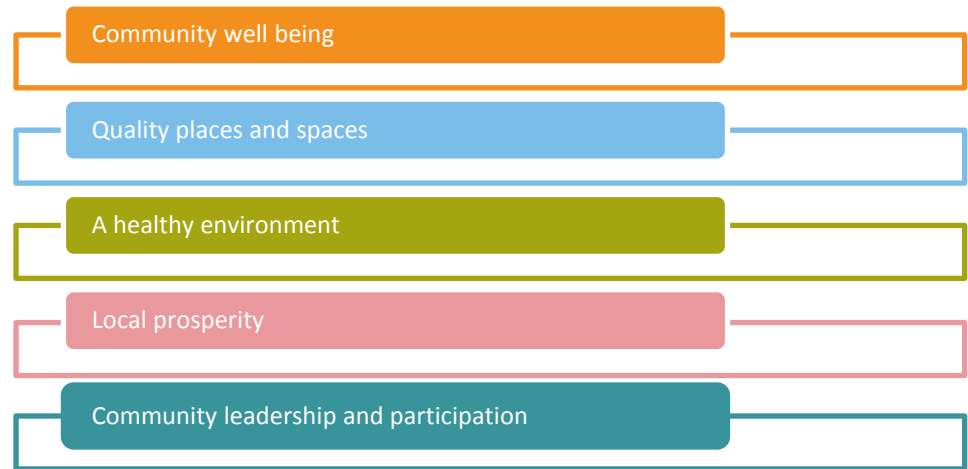 Community well being
Quality places and spaces
A healthy environment
Local prosperity
Community leadership and participation